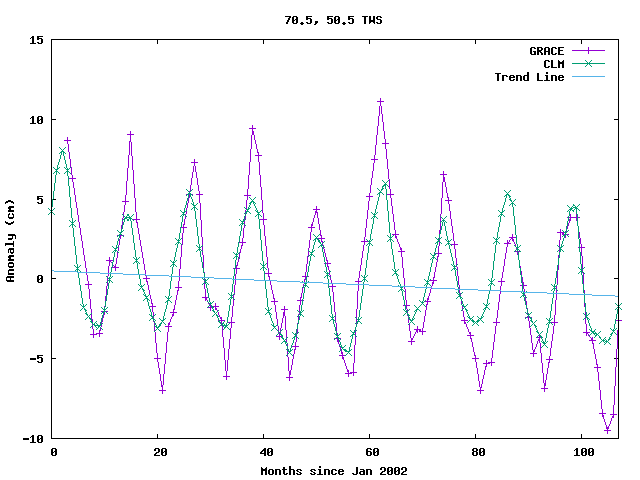 70.5, 50.5 TWS
15
10
5
0
-5
-10
Anomaly (cm)
GRACE
CLM
Trend Line
0 20 40 60 80 100
Months since Jan 2002